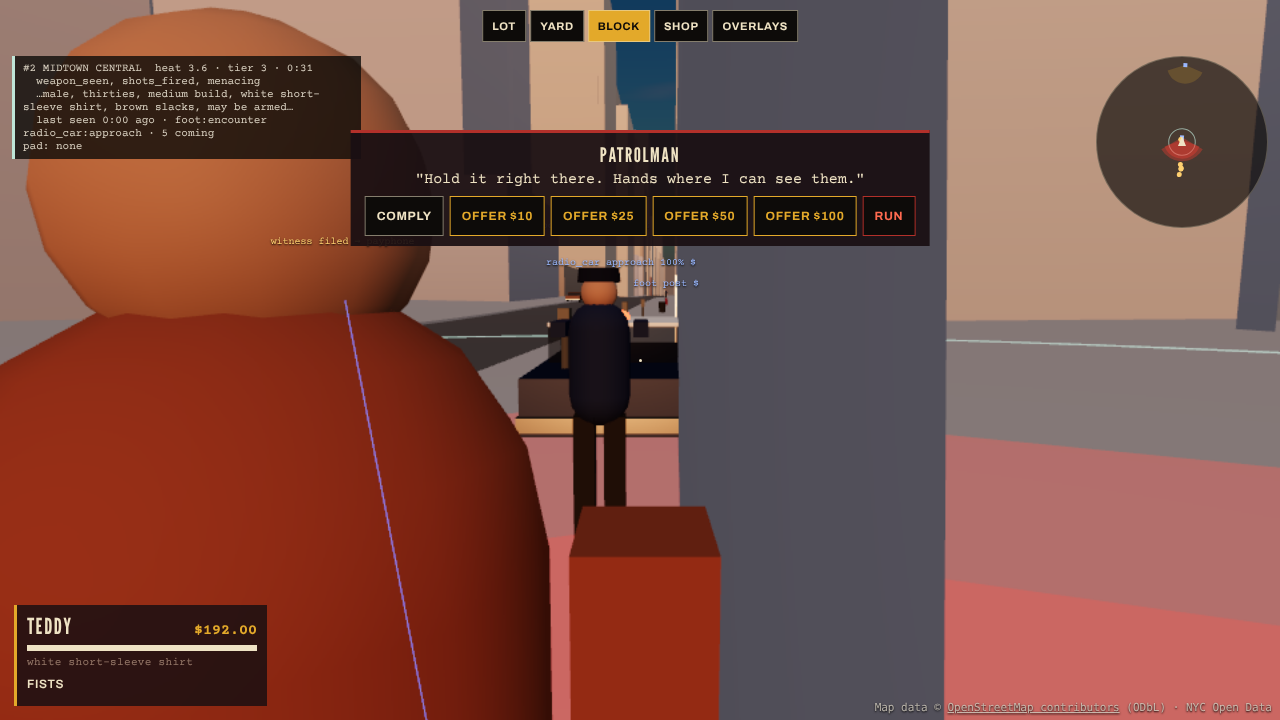 LOT YARD BLOCK SHOP OVERLAYS
#2 MIDTOWN CENTRAL heat 3.6 · tier 3 · 0:31
weapon_seen, shots_fired, menacing
…male, thirties, medium build, white short-
sleeve shirt, brown slacks, may be armed…
last seen 0:00 ago · foot:encounter
radio_car:approach · 5 coming
pad: none
PATROLMAN
"Hold it right there. Hands where I can see them."
COMPLY OFFER $10 OFFER $25 OFFER $50 OFFER $100 RUN
witness filed
radio_car approach 100% $
foot post $
TEDDY $192.00
white short-sleeve shirt
FISTS
Map data © OpenStreetMap contributors (ODbL) · NYC Open Data